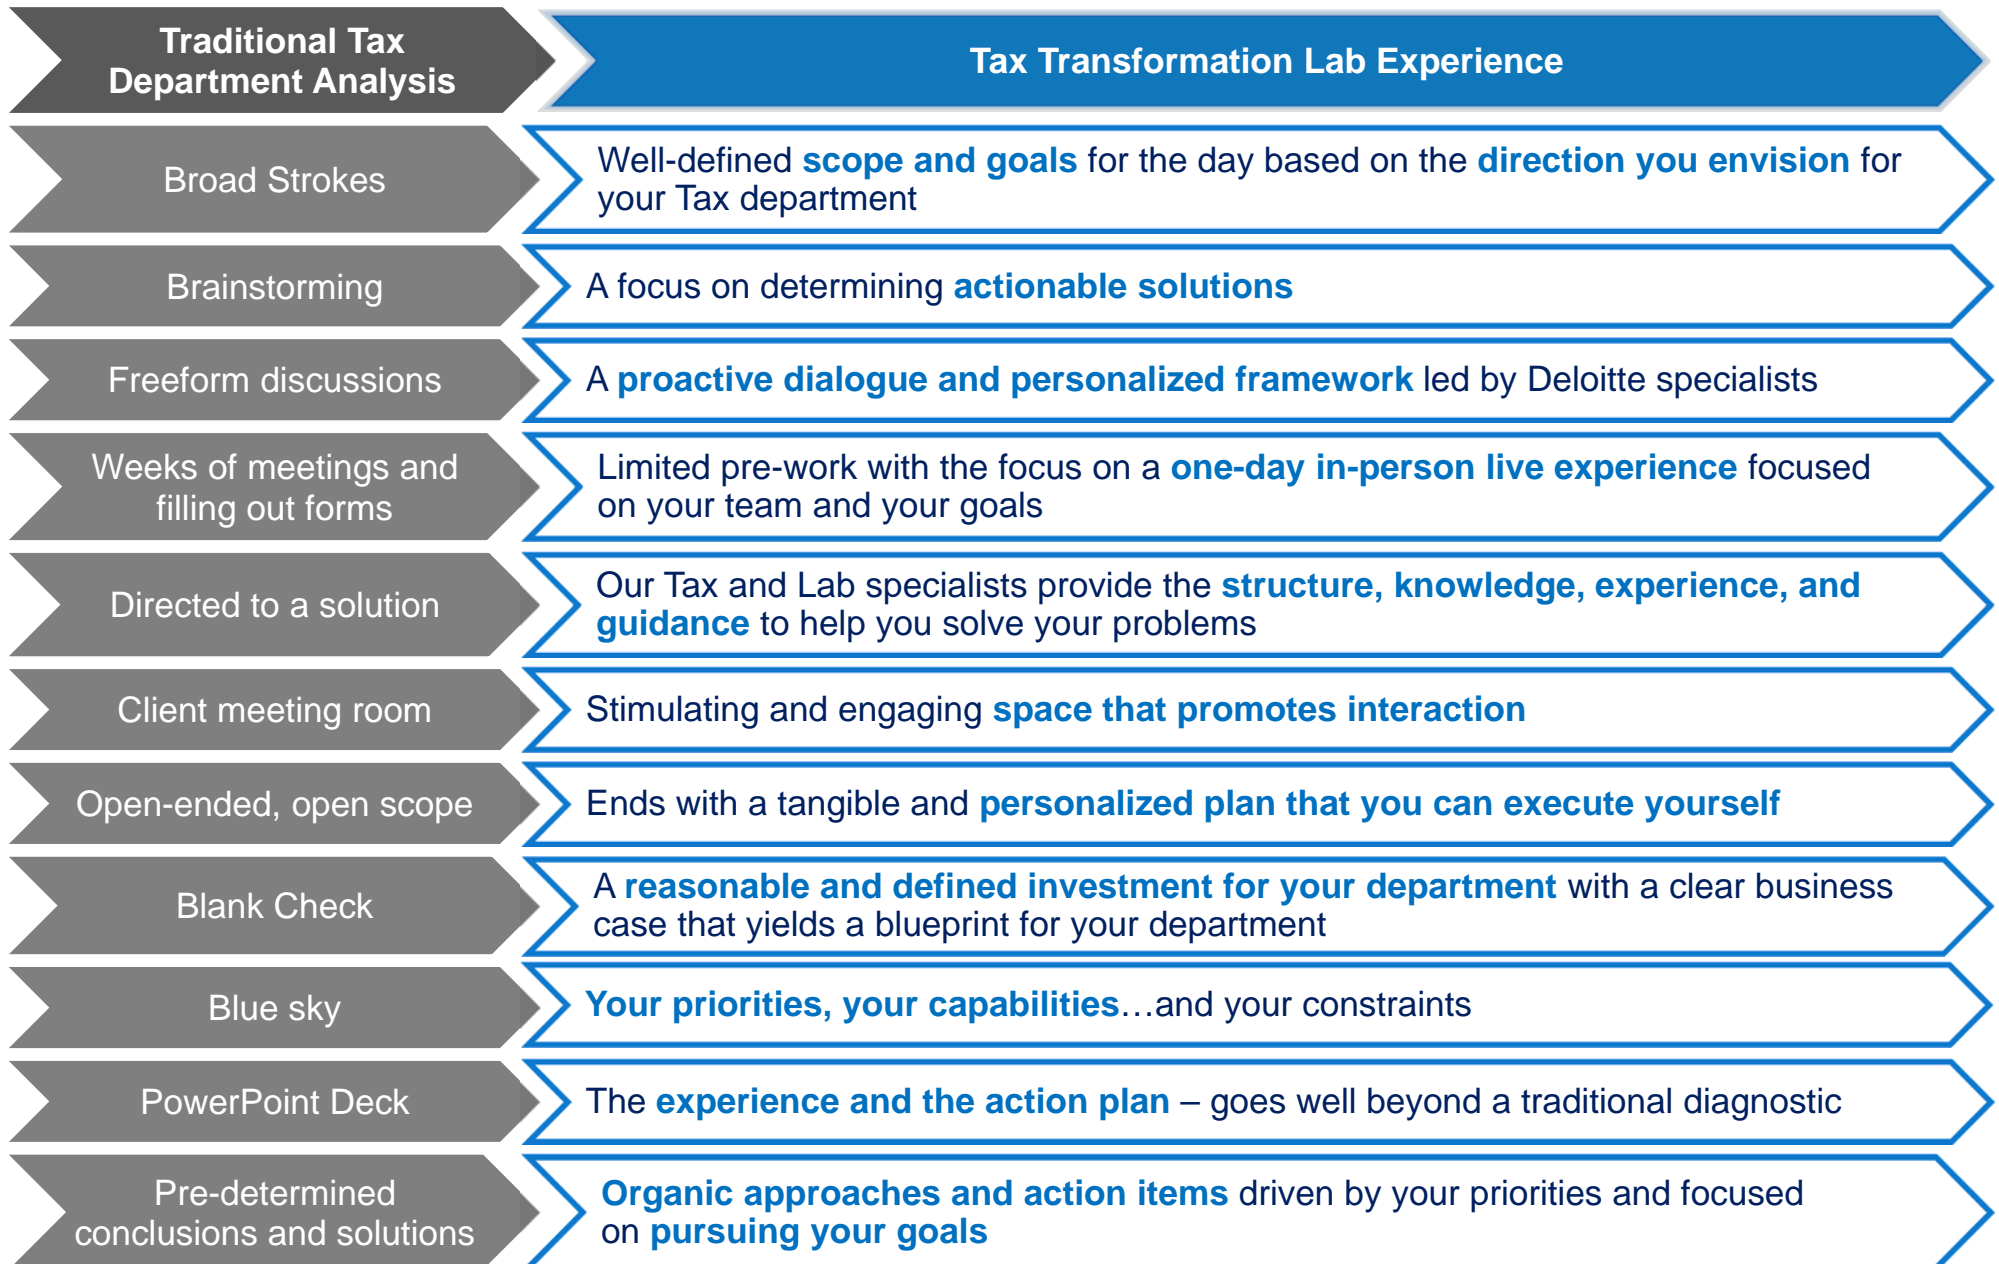 Traditional Tax
Department Analysis
Tax Transformation Lab Experience
Broad Strokes
Well-defined scope and goals for the day based on the direction you envision for
your Tax department
Brainstorming
A focus on determining actionable solutions
Freeform discussions
A proactive dialogue and personalized framework led by Deloitte specialists
Weeks of meetings and
filling out forms
Limited pre-work with the focus on a one-day in-person live experience focused
on your team and your goals
Directed to a solution
Our Tax and Lab specialists provide the structure, knowledge, experience, and
guidance to help you solve your problems
Client meeting room
Stimulating and engaging space that promotes interaction
Open-ended, open scope
Ends with a tangible and personalized plan that you can execute yourself
Blank Check
A reasonable and defined investment for your department with a clear business
case that yields a blueprint for your department
Blue sky
Your priorities, your capabilities…and your constraints
PowerPoint Deck
The experience and the action plan – goes well beyond a traditional diagnostic
Pre-determined
conclusions and solutions
Organic approaches and action items driven by your priorities and focused
on pursuing your goals